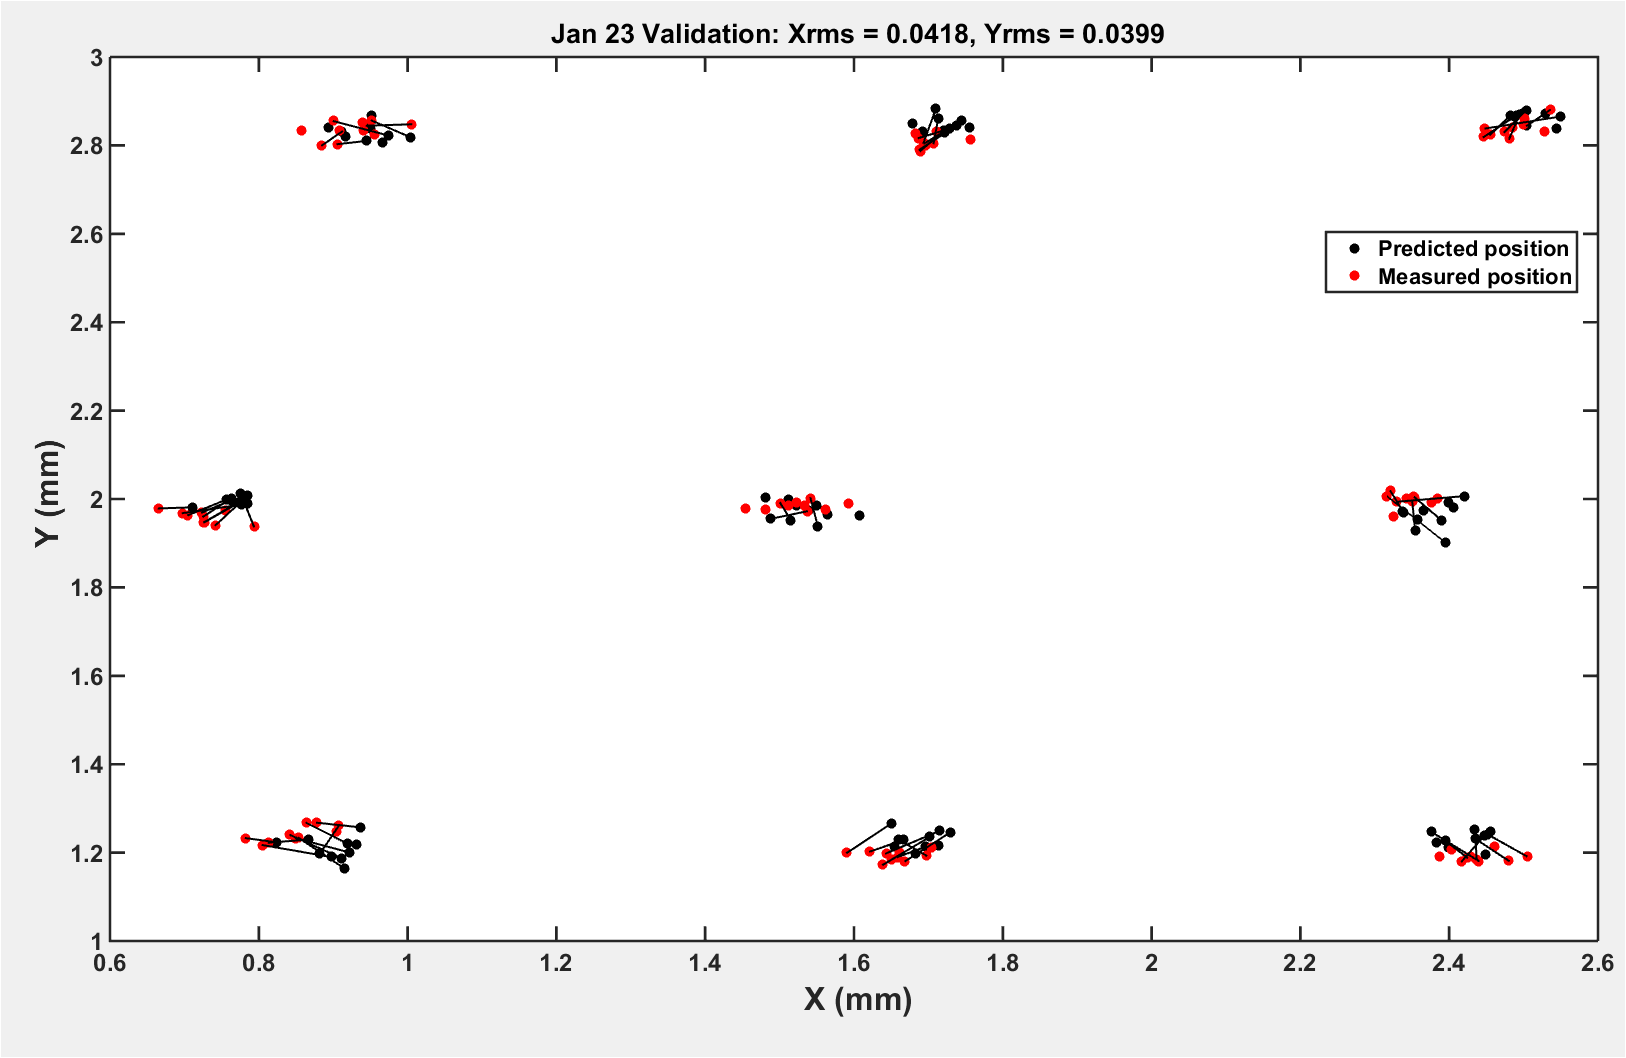 Jan 23 Validation: Xrms = 0.0418, Yrms = 0.0399
3
2.8
2.6
2.4
2.2
2
1.8
1.6
1.4
1.2
1
Y (mm)
Predicted position
Measured position
0.6 0.8 1 1.2 1.4 1.6 1.8 2 2.2 2.4 2.6
X (mm)